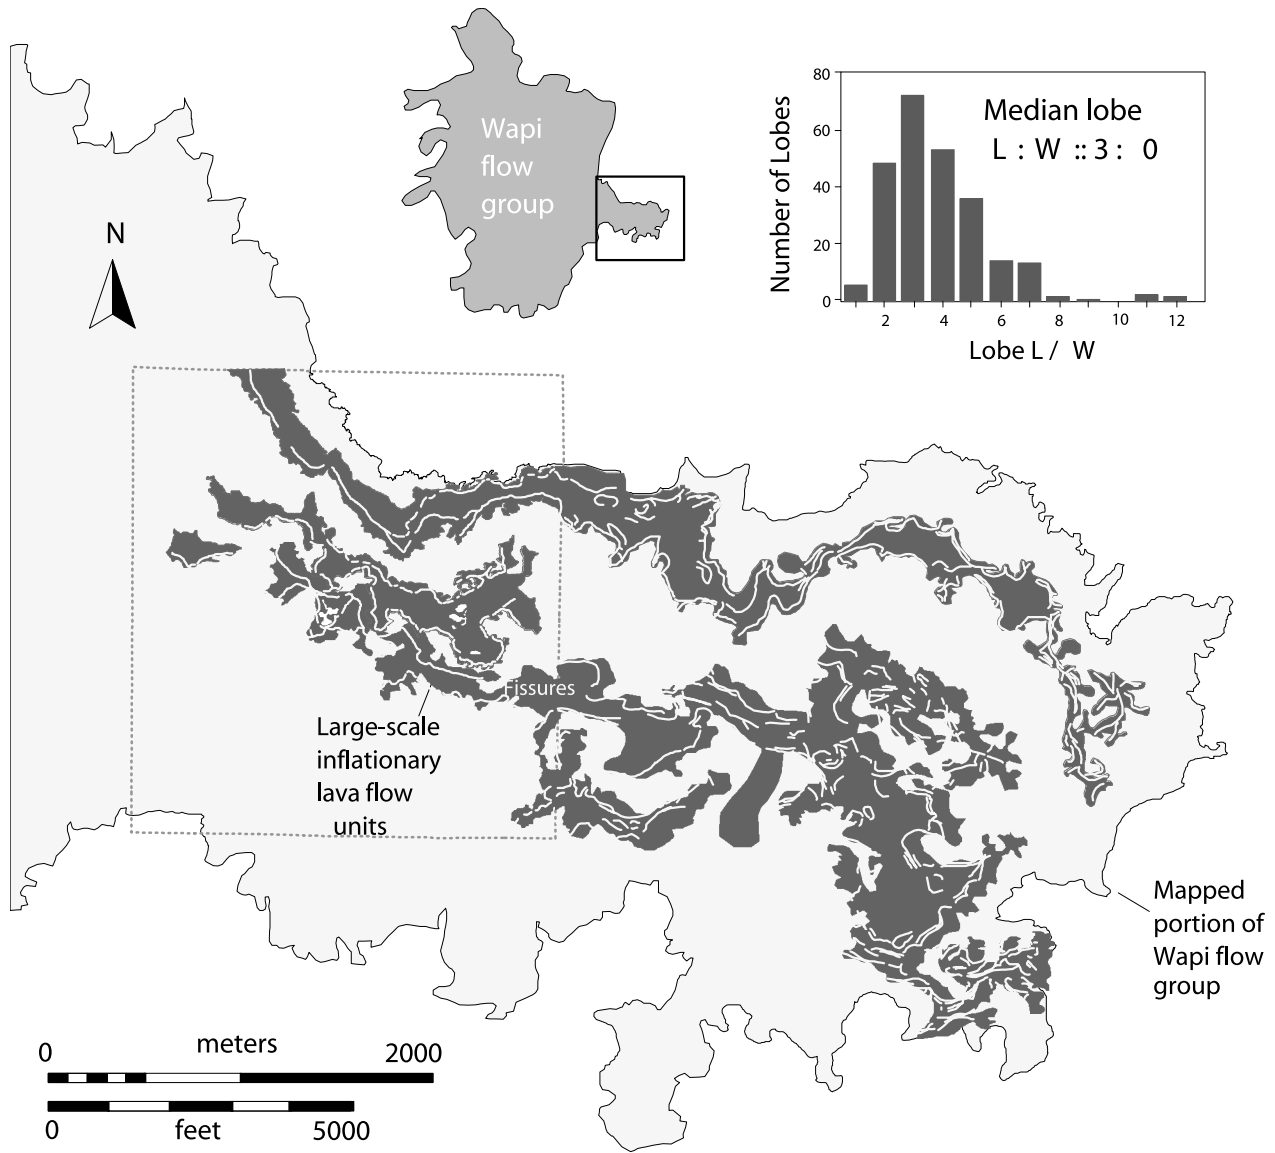 Wapi
flow
group
80
60
40
20
0
Number of Lobes
Median lobe
L : W :: 3 : 0
2 4 6 8 10 12
Lobe L / W
N
Fissures
Large-scale
inflationary
lava flow
units
Mapped
portion of
Wapi flow
group
0 meters 2000
0 feet 5000